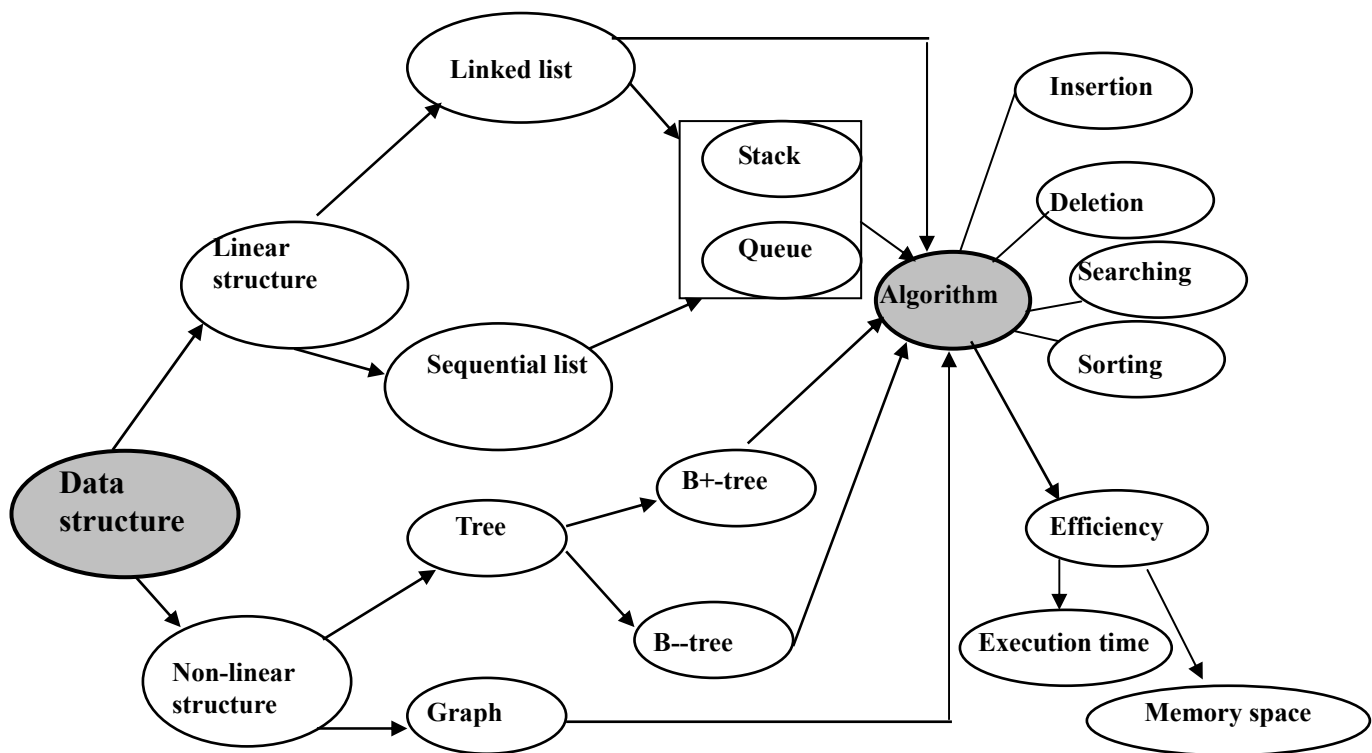 Linked list
Insertion
Stack
Deletion
Linear
structure
Queue
Searching
Algorithm
Sequential list
Sorting
Data
structure
B+-tree
Tree
Efficiency
B--tree
Execution time
Non-linear
structure
Graph
Memory space